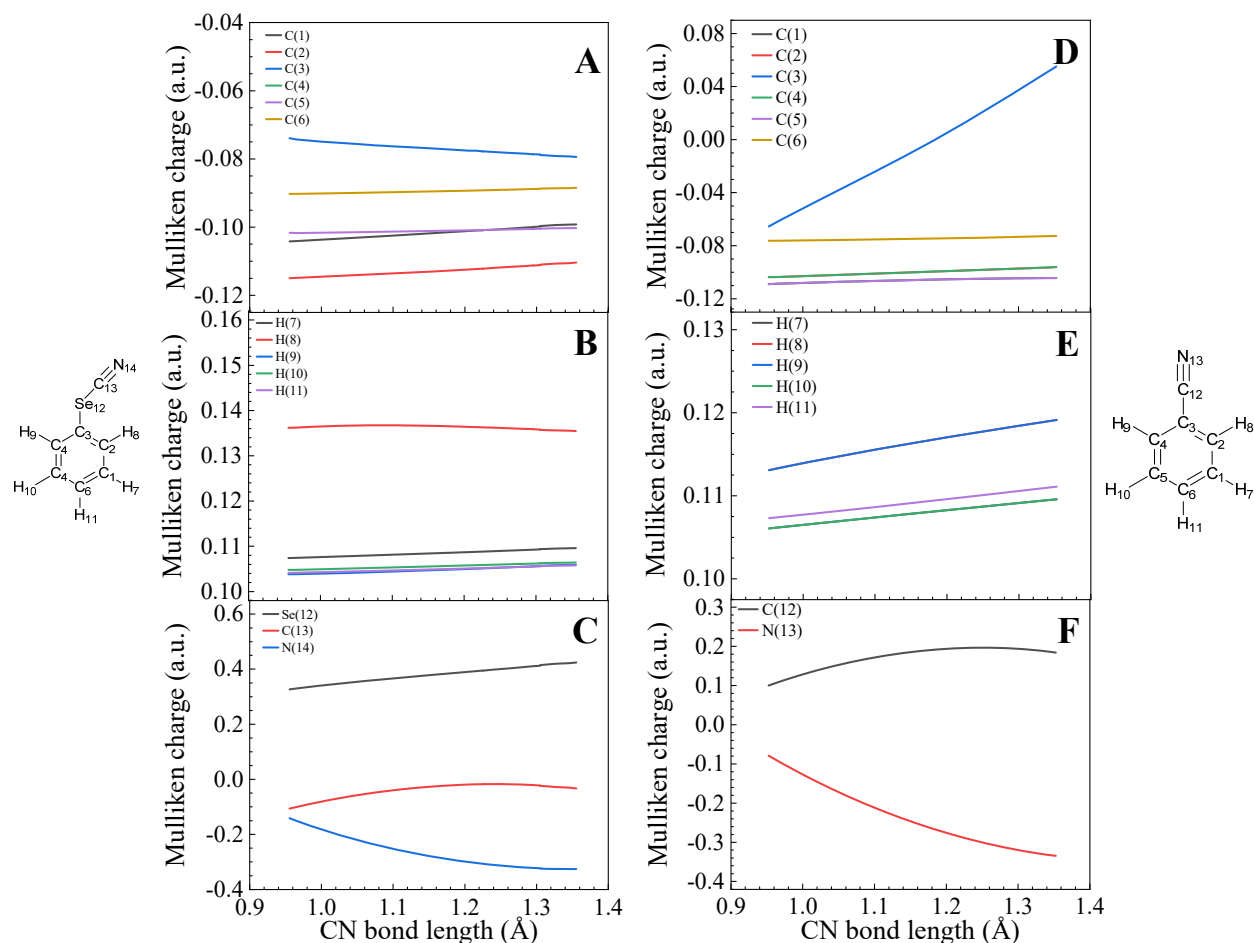 A
Mulliken charge (a.u.)
-0.04
-0.06
-0.08
-0.10
-0.12
C(1)
C(2)
C(3)
C(4)
C(5)
C(6)
D
Mulliken charge (a.u.)
0.08
0.04
0.00
-0.04
-0.08
-0.12
C(1)
C(2)
C(3)
C(4)
C(5)
C(6)
B
Mulliken charge (a.u.)
0.16
0.15
0.14
0.13
0.12
0.11
0.10
H(7)
H(8)
H(9)
H(10)
H(11)
E
Mulliken charge (a.u.)
0.13
0.12
0.11
0.10
H(7)
H(8)
H(9)
H(10)
H(11)
C
Mulliken charge (a.u.)
0.6
0.4
0.2
0.0
-0.2
-0.4
Se(12)
C(13)
N(14)
0.9 1.0 1.1 1.2 1.3 1.4
CN bond length (Å)
F
Mulliken charge (a.u.)
0.3
0.2
0.1
0.0
-0.1
-0.2
-0.3
-0.4
C(12)
N(13)
0.9 1.0 1.1 1.2 1.3 1.4
CN bond length (Å)
N14
C13
Se12
H9 C3 H8
C4 C2
C4 C1
H10 C6 H7
H11
N13
C12
H9 C3 H8
C4 C2
C5 C1
H10 C6 H7
H11